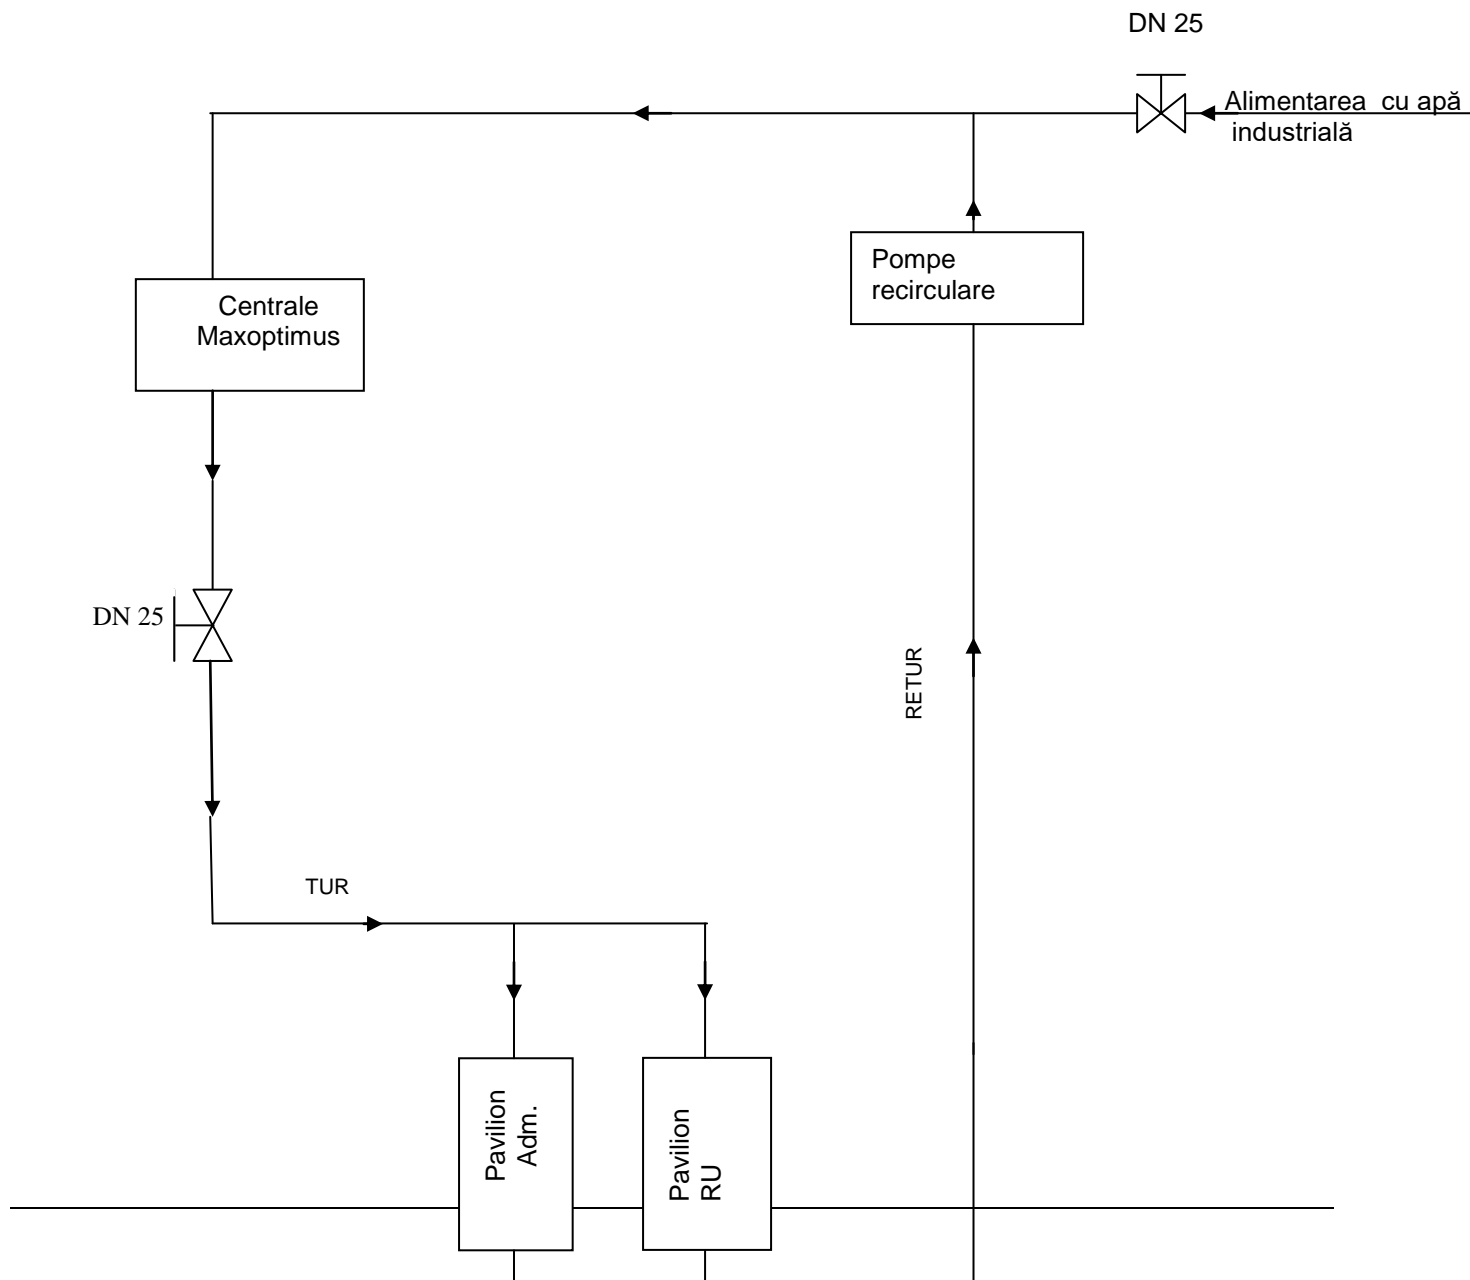 DN 25
Alimentarea cu apă
industrială
Pompe
recirculare
Centrale
Maxoptimus
DN 25
RETUR
TUR
Pavilion
Adm.
Pavilion
RU